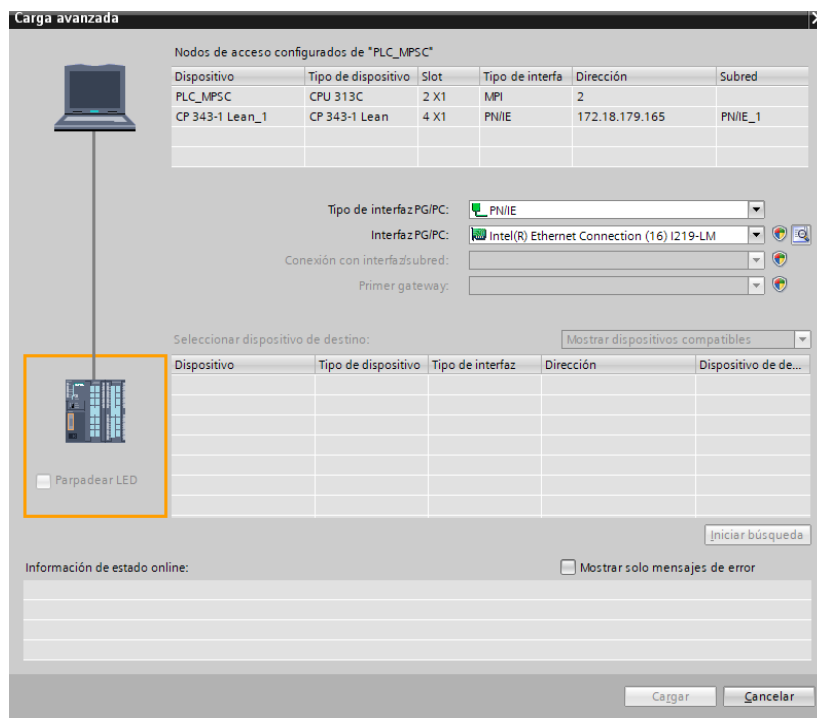 Carga avanzada
Nodos de acceso configurados de "PLC_MPSC"
Dispositivo Tipo de dispositivo Slot Tipo de interfa Dirección Subred
PLC_MPSC CPU 313C 2 X1 MPI 2
CP 343-1 Lean_1 CP 343-1 Lean 4 X1 PN/IE 172.18.179.165 PN/IE_1
Tipo de interfaz PG/PC: PN/IE
Interfaz PG/PC: Intel(R) Ethernet Connection (16) I219-LM
Conexión con interfaz/subred:
Primer gateway:
Seleccionar dispositivo de destino: Mostrar dispositivos compatibles
Dispositivo Tipo de dispositivo Tipo de interfaz Dirección Dispositivo de de...
Parpadear LED
Iniciar búsqueda
Información de estado online: Mostrar solo mensajes de error
Cargar Cancelar